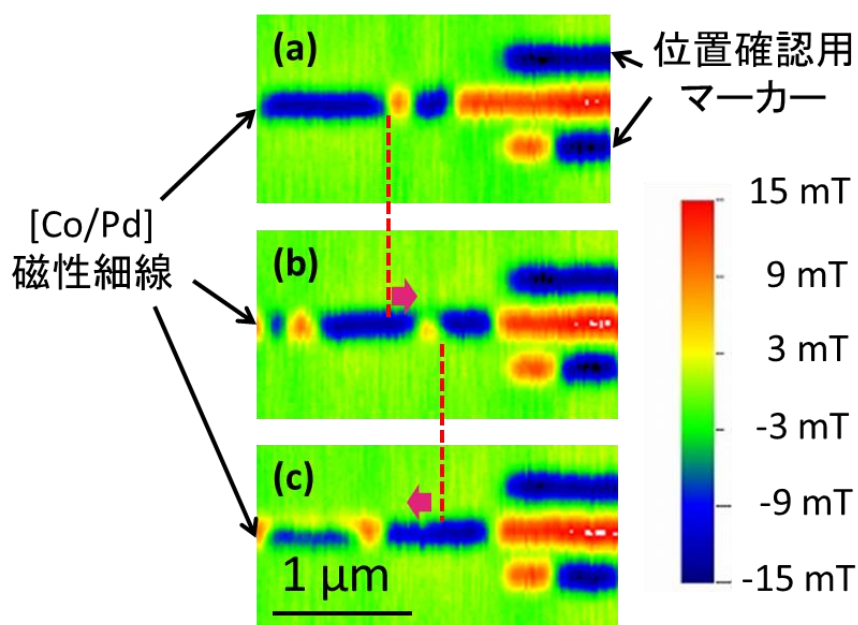 (a)
位置確認用
マーカー
[Co/Pd]
磁性細線
(b)
(c)
1 μm
15 mT
9 mT
3 mT
-3 mT
-9 mT
-15 mT